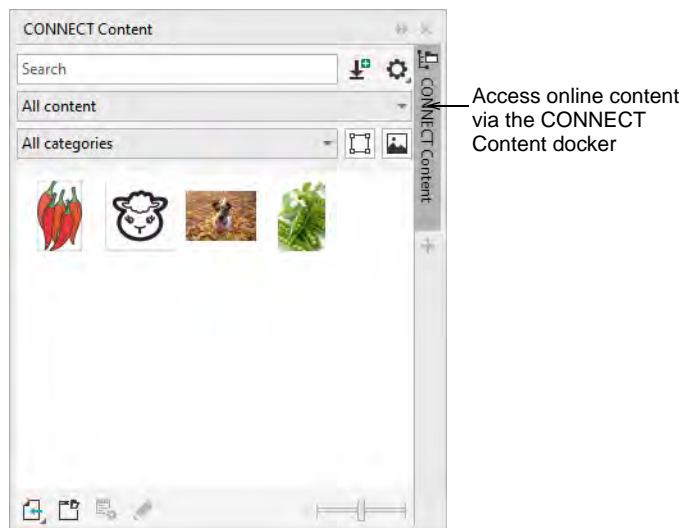 CONNECT Content
Search
All content
All categories
CONNECT Content
Access online content
via the CONNECT
Content docker